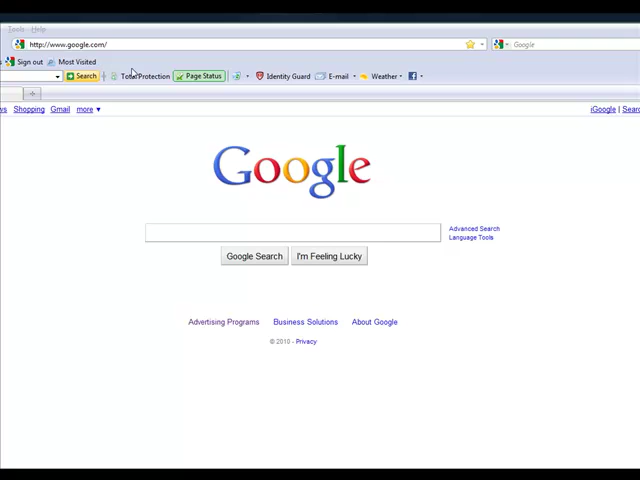 Tools Help
http://www.google.com/ Google
Sign out Most Visited
Search Total Protection Page Status Identity Guard E-mail Weather
Shopping Gmail more ▼ iGoogle |
Google
Advanced Search
Language Tools
Google Search I'm Feeling Lucky
Advertising Programs Business Solutions About Google
© 2010 - Privacy